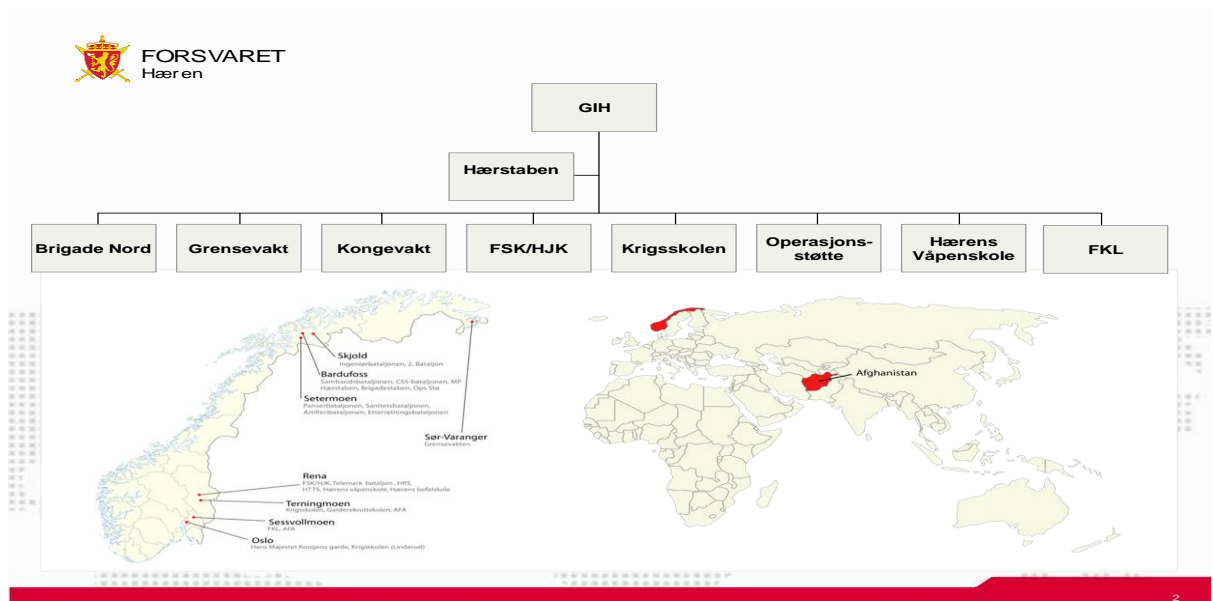 FORSVARET
Hæren
GIH
Hærstaben
Brigade Nord
Grensevakt
Kongevakt
FSK/HJK
Krigsskolen
Operasjons-
støtte
Hærens
Våpenskole
FKL
Skjold
Ingeniørbataljonen, 2. Bataljon
Bardufoss
Sambandsbataljonen, CSS-bataljonen, MP
Hærstaben, Brigadestaben, Ops Stø
Setermoen
Panserbataljonen, Sanitetsbataljonen,
Artilleribataljonen, Etterretningsbataljonen
Sør-Varanger
Grensevakten
Rena
FSK/HJK, Telemark bataljon., HRS,
HTTS, Hærens våpenskole, Hærens befalskole
Terningmoen
Krigsskolen, Garderekruttskolen, AFA
Sessvollmoen
FKL, AFA
Oslo
Hans Majestet Kongens garde, Krigsskolen (Linderud)
Afghanistan
2